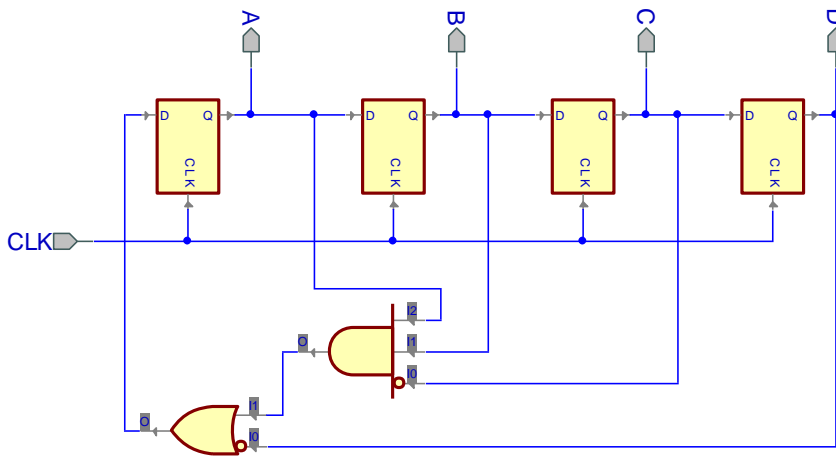 A B C D
D Q D Q D Q D Q
CLK CLK CLK CLK
CLK
I2
O I1
I0
O I1
I0